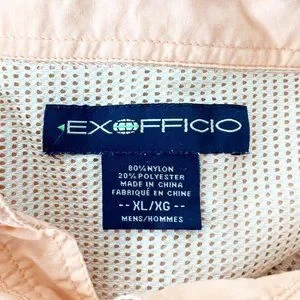 EXOFFICIO
80% NYLON
20% POLYESTER
MADE IN CHINA
FABRIQUÉ EN CHINE
-- XL/XG --
MENS/HOMMES